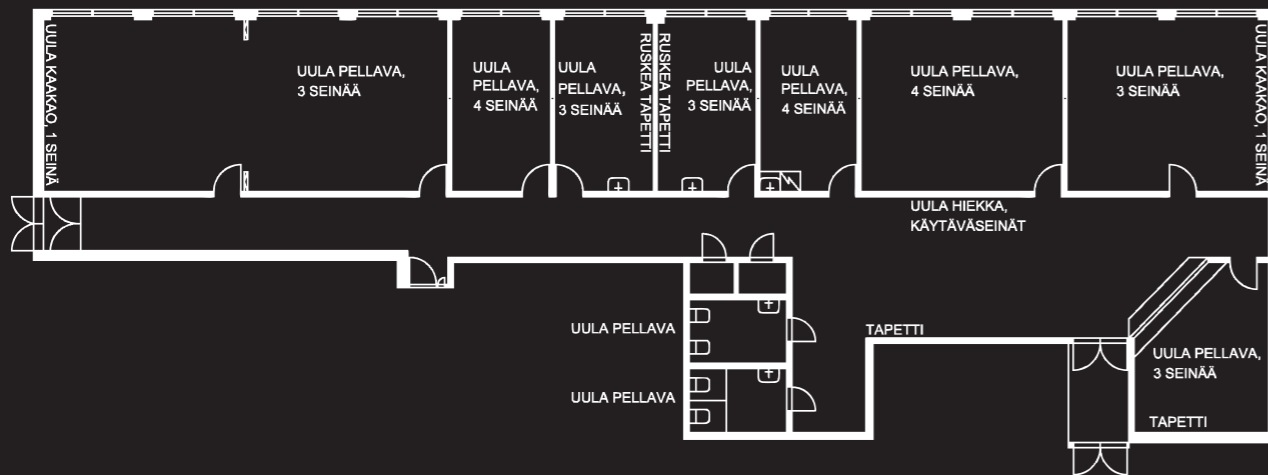 UULA KAAKAO, 1 SEINÄ
UULA PELLAVA,
3 SEINÄÄ
UULA
PELLAVA,
4 SEINÄÄ
UULA
PELLAVA,
3 SEINÄÄ
RUSKEA TAPETTI
RUSKEA TAPETTI
UULA
PELLAVA,
3 SEINÄÄ
UULA
PELLAVA,
4 SEINÄÄ
UULA PELLAVA,
4 SEINÄÄ
UULA PELLAVA,
3 SEINÄÄ
UULA KAAKAO, 1 SEINÄ
UULA HIEKKA,
KÄYTÄVÄSEINÄT
UULA PELLAVA
TAPETTI
UULA PELLAVA,
3 SEINÄÄ
UULA PELLAVA
TAPETTI